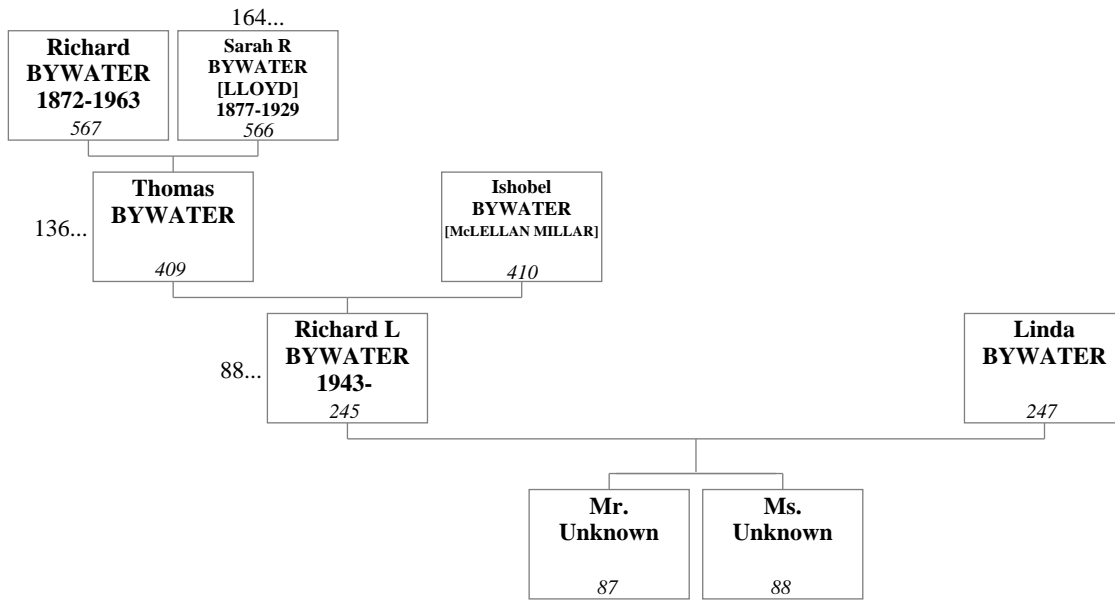 164...
Richard
BYWATER
1872-1963
567
Sarah R
BYWATER
[LLOYD]
1877-1929
566
136...
Thomas
BYWATER
409
Ishobel
BYWATER
[McLELLAN MILLAR]
410
88...
Richard L
BYWATER
1943-
245
Linda
BYWATER
247
Mr.
Unknown
87
Ms.
Unknown
88